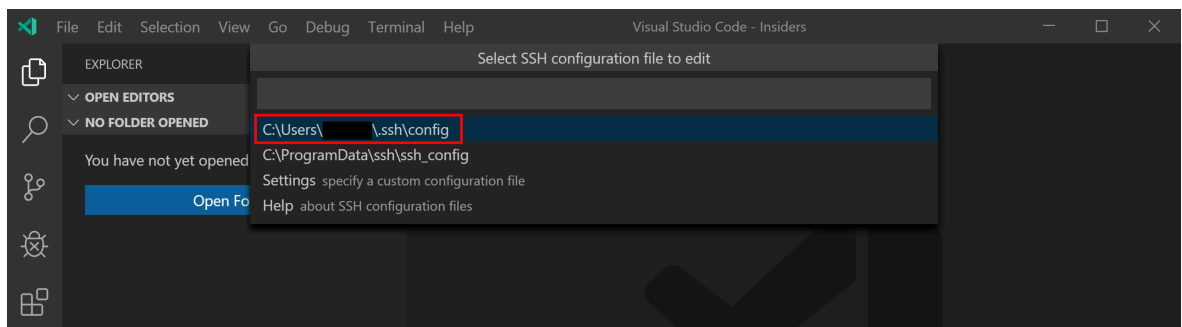 File Edit Selection View Go Debug Terminal Help Visual Studio Code - Insiders
Select SSH configuration file to edit
EXPLORER
OPEN EDITORS
NO FOLDER OPENED
You have not yet opened
Open Fo
C:\Users\ \.ssh\config
C:\ProgramData\ssh\ssh_config
Settings specify a custom configuration file
Help about SSH configuration files